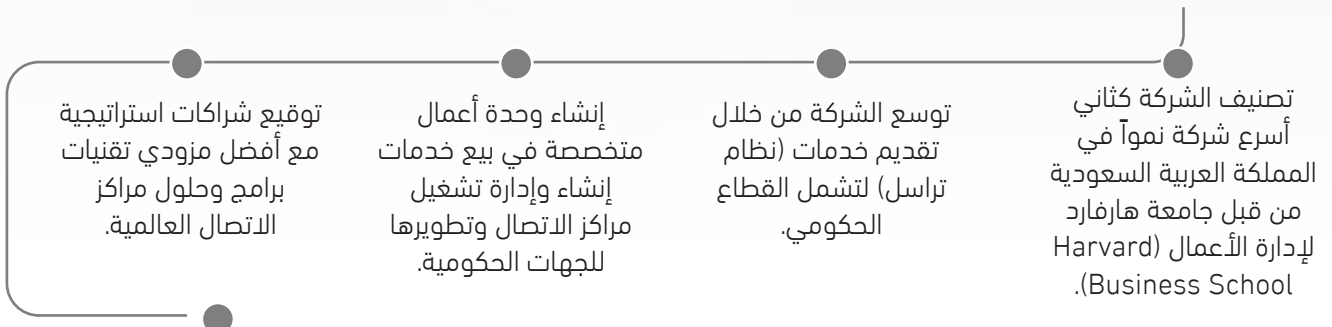 تصنيف الشركة كثاني
أسرع شركة نمواً في
المملكة العربية السعودية
من قبل جامعة هارفارد
لإدارة الأعمال (Harvard
Business School).
توسع الشركة من خلال
تقديم خدمات (نظام
تراسل) لتشمل القطاع
الحكومي.
إنشاء وحدة أعمال
متخصصة في بيع خدمات
إنشاء وإدارة تشغيل
مراكز الاتصال وتطويرها
للجهات الحكومية.
توقيع شراكات استراتيجية
مع أفضل مزودي تقنيات
برامج وحلول مراكز
الاتصال العالمية.